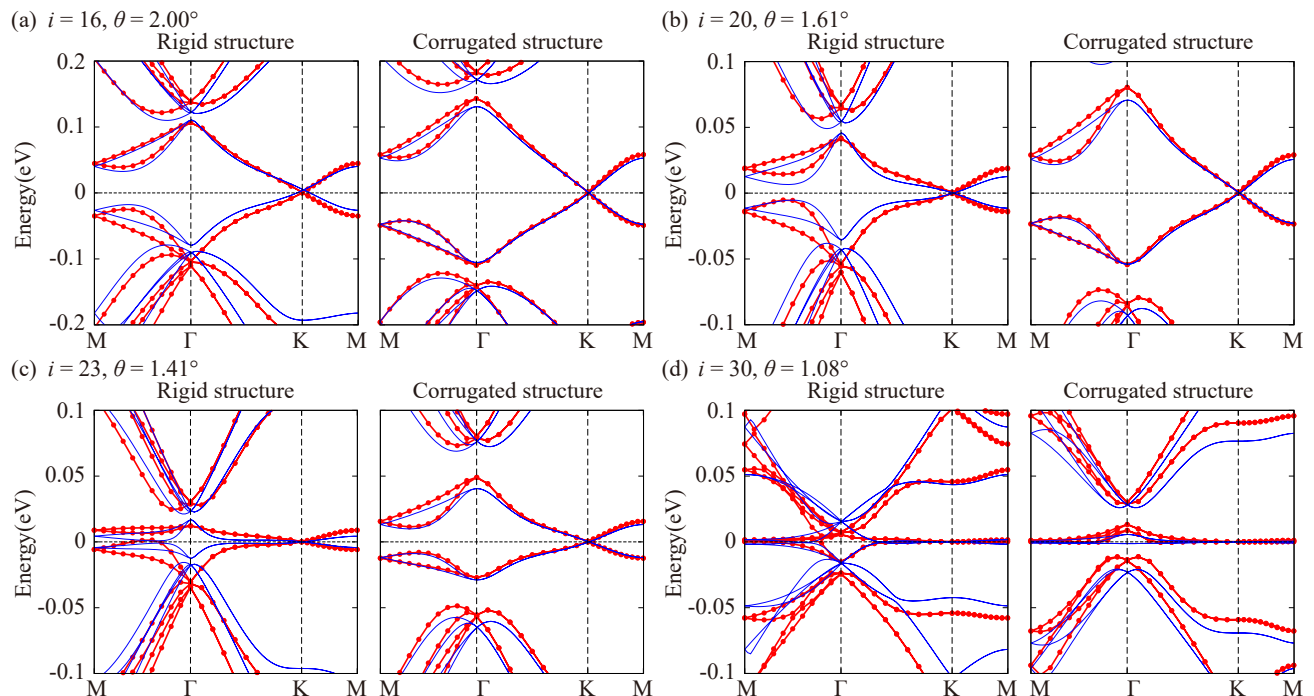 (a) i = 16, θ = 2.00°
Rigid structure
Corrugated structure
Energy(eV)
0.2
0.1
0
-0.1
-0.2
M Γ K M
M Γ K M
(b) i = 20, θ = 1.61°
Rigid structure
Corrugated structure
Energy(eV)
0.1
0.05
0
-0.05
-0.1
M Γ K M
M Γ K M
(c) i = 23, θ = 1.41°
Rigid structure
Corrugated structure
Energy(eV)
0.1
0.05
0
-0.05
-0.1
M Γ K M
M Γ K M
(d) i = 30, θ = 1.08°
Rigid structure
Corrugated structure
Energy(eV)
0.1
0.05
0
-0.05
-0.1
M Γ K M
M Γ K M